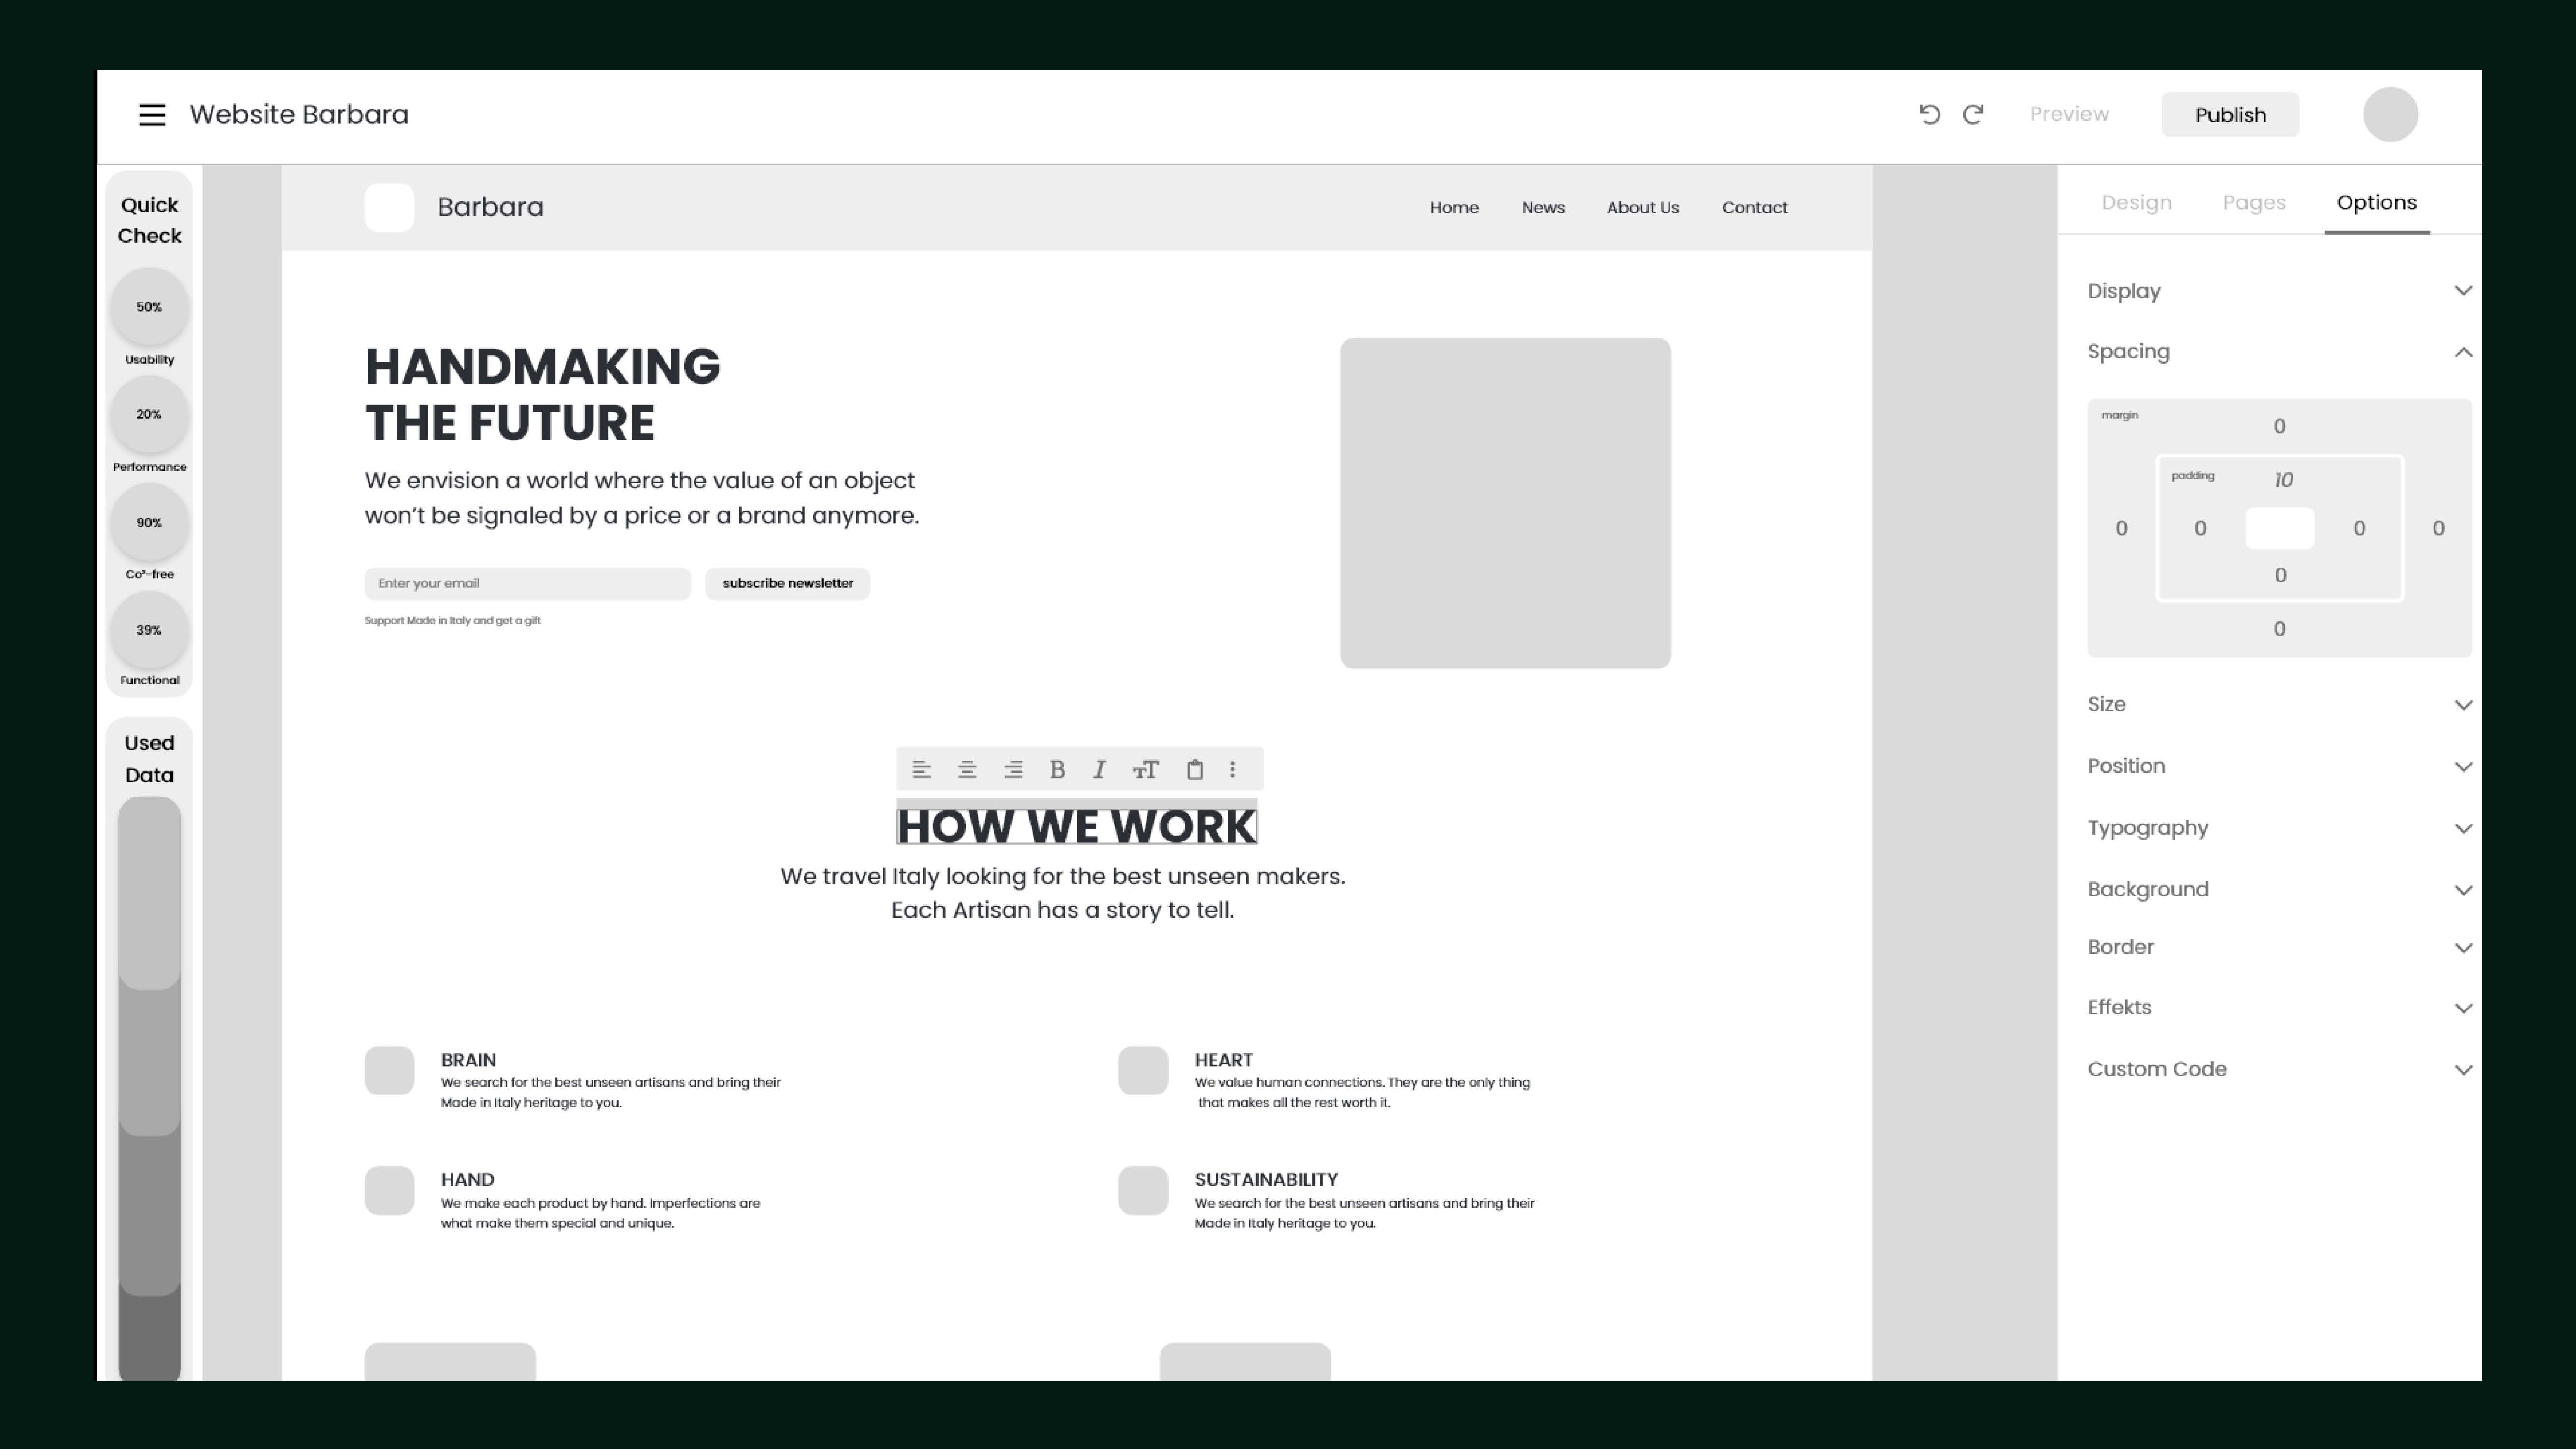 Website Barbara
Preview
Publish
Quick
Check
50%
Usability
20%
Performance
90%
Co²-free
39%
Functional
Used
Data
Barbara
Home
News
About Us
Contact
HANDMAKING
THE FUTURE
We envision a world where the value of an object
won’t be signaled by a price or a brand anymore.
Enter your email
subscribe newsletter
Support Made in Italy and get a gift
B I TT
HOW WE WORK
We travel Italy looking for the best unseen makers.
Each Artisan has a story to tell.
BRAIN
We search for the best unseen artisans and bring their
Made in Italy heritage to you.
HEART
We value human connections. They are the only thing
that makes all the rest worth it.
HAND
We make each product by hand. Imperfections are
what make them special and unique.
SUSTAINABILITY
We search for the best unseen artisans and bring their
Made in Italy heritage to you.
Design
Pages
Options
Display
Spacing
margin
0
padding
10
0
0
0
0
0
0
Size
Position
Typography
Background
Border
Effekts
Custom Code